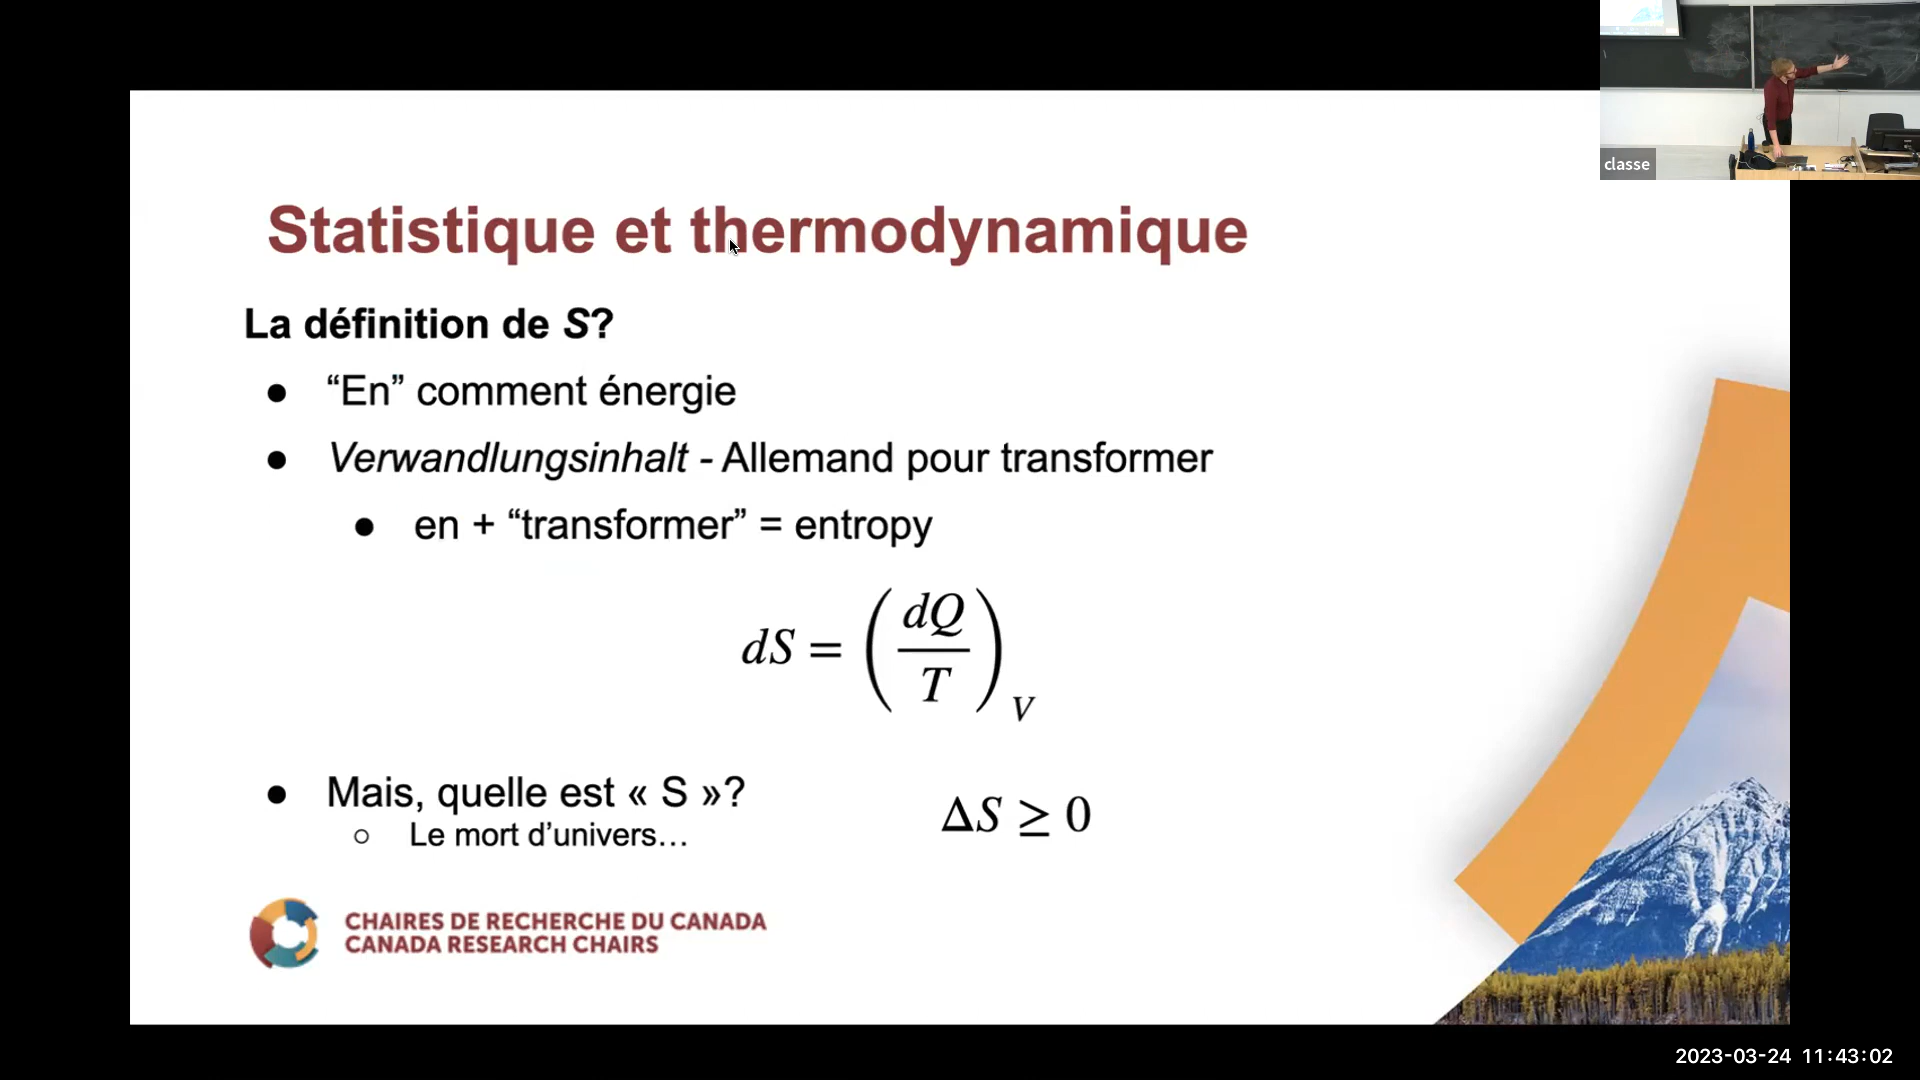 classe
Statistique et thermodynamique
La définition de S?
● “En” comment énergie
● Verwandlungsinhalt - Allemand pour transformer
● en + “transformer” = entropy
dS = (dQ/T)_V
● Mais, quelle est « S »?
○ Le mort d’univers…
ΔS ≥ 0
CHAIRES DE RECHERCHE DU CANADA
CANADA RESEARCH CHAIRS
2023-03-24 11:43:02